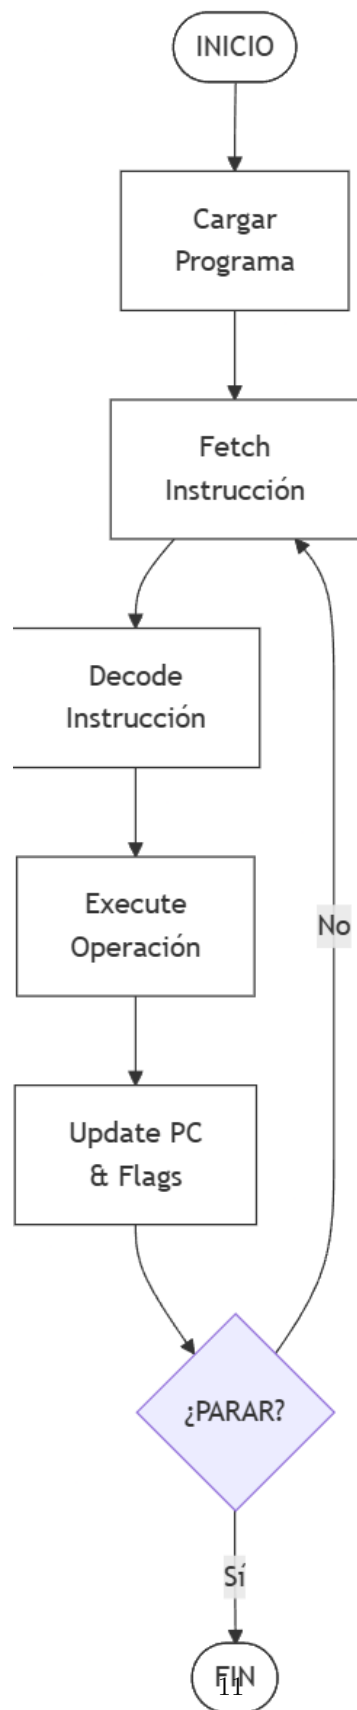 INICIO
Cargar
Programa
Fetch
Instrucción
Decode
Instrucción
Execute
Operación
No
Update PC
& Flags
¿PARAR?
Sí
FIN
11